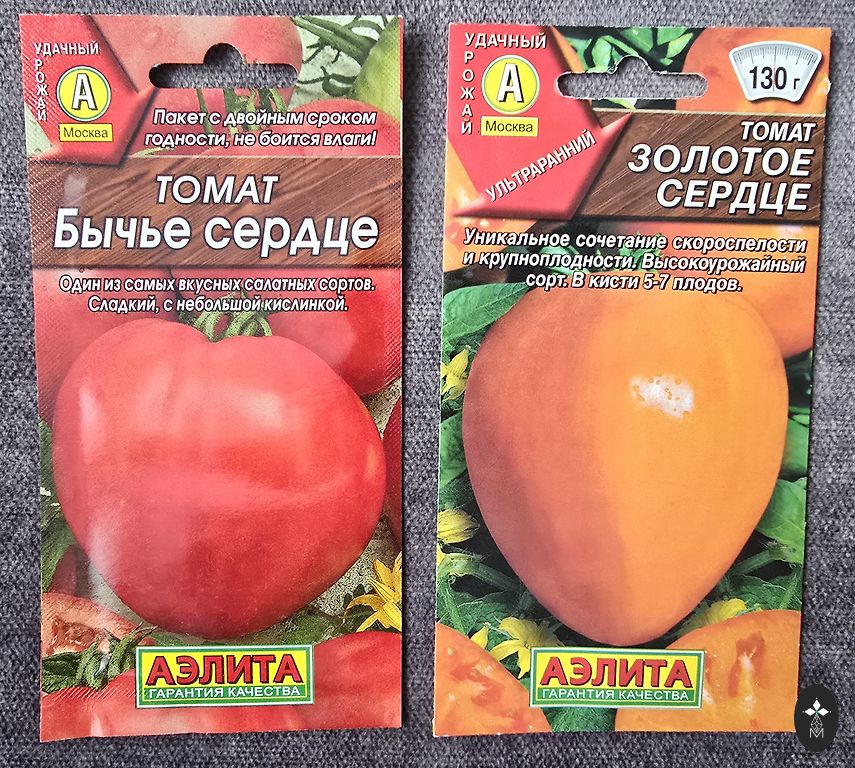 УДАЧНЫЙ
УРОЖАЙ
А
Москва
Пакет с двойным сроком
годности, не боится влаги!
ТОМАТ
Бычье сердце
Один из самых вкусных салатных сортов.
Сладкий, с небольшой кислинкой.
АЭЛИТА
ГАРАНТИЯ КАЧЕСТВА
УДАЧНЫЙ
УРОЖАЙ
А
Москва
130 г
УЛЬТРАРАННИЙ
ТОМАТ
ЗОЛОТОЕ
СЕРДЦЕ
Уникальное сочетание скороспелости
и крупноплодности. Высокоурожайный
сорт. В кисти 5-7 плодов.
АЭЛИТА
ГАРАНТИЯ КАЧЕСТВА
М